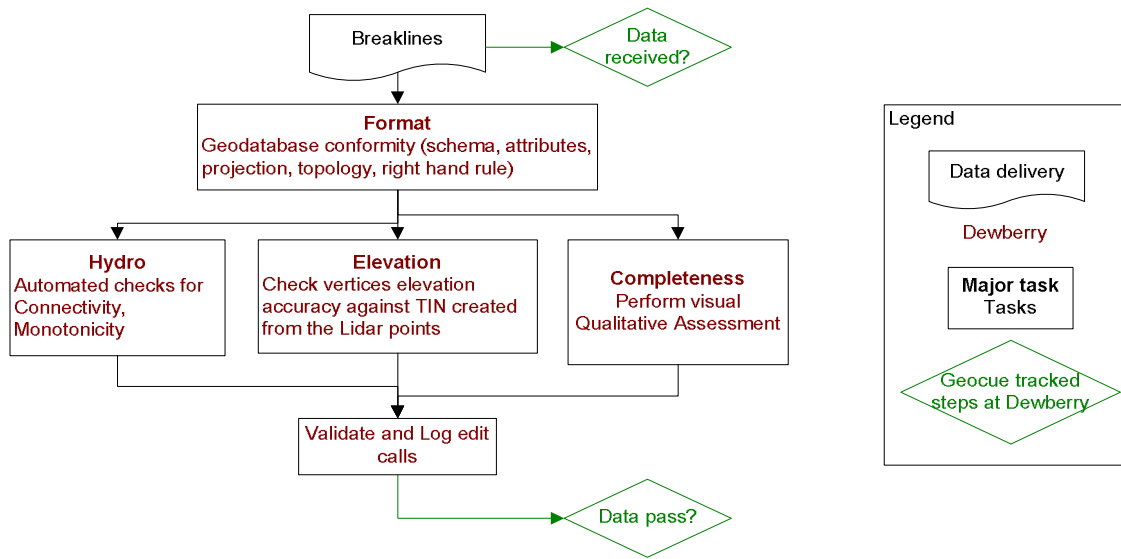 Breaklines
Data
received?
Format
Geodatabase conformity (schema, attributes,
projection, topology, right hand rule)
Hydro
Automated checks for
Connectivity,
Monotonicity
Elevation
Check vertices elevation
accuracy against TIN created
from the Lidar points
Completeness
Perform visual
Qualitative Assessment
Validate and Log edit
calls
Data pass?
Legend
Data delivery
Dewberry
Major task
Tasks
Geocue tracked
steps at Dewberry